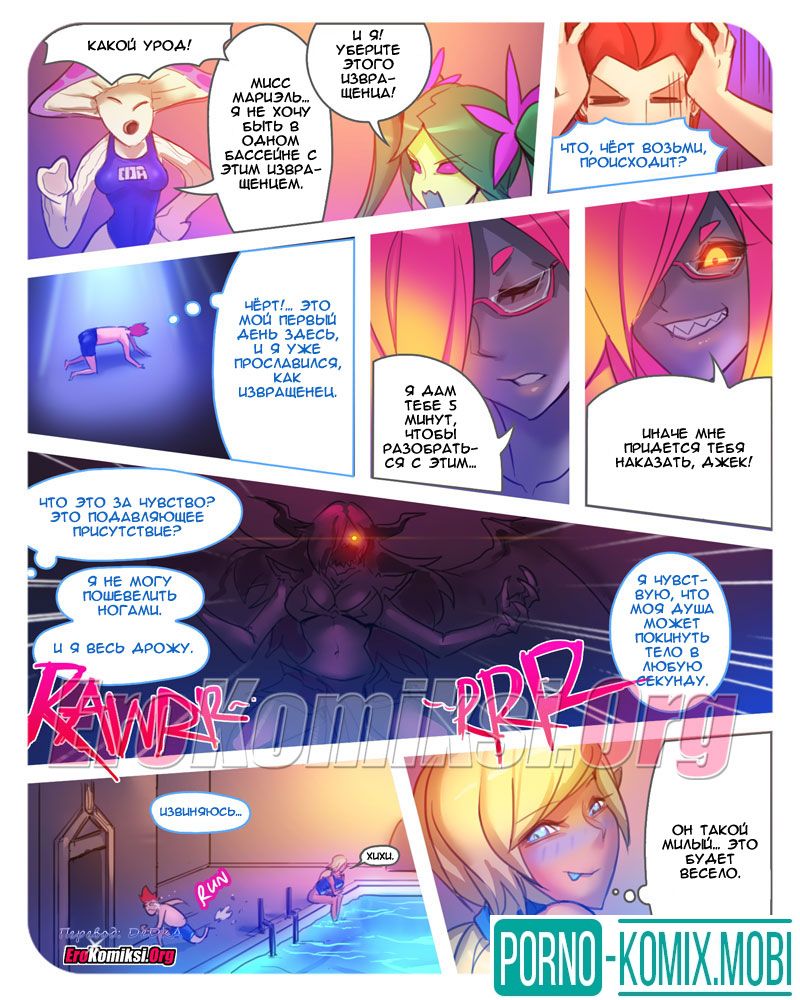 КАКОЙ УРОД!
МИСС
МАРИЭЛЬ...
Я НЕ ХОЧУ
БЫТЬ В
ОДНОМ
БАССЕЙНЕ С
ЭТИМ ИЗВРА-
ЩЕНЦЕМ.
И Я!
УБЕРИТЕ
ЭТОГО
ИЗВРА-
ЩЕНЦА!
ЧТО, ЧЁРТ ВОЗЬМИ,
ПРОИСХОДИТ?
ЧЁРТ!... ЭТО
МОЙ ПЕРВЫЙ
ДЕНЬ ЗДЕСЬ,
И Я УЖЕ
ПРОСЛАВИЛСЯ,
КАК
ИЗВРАЩЕНЕЦ.
Я ДАМ
ТЕБЕ 5
МИНУТ,
ЧТОБЫ
РАЗОБРАТЬ-
СЯ С ЭТИМ...
ИНАЧЕ МНЕ
ПРИДЕТСЯ ТЕБЯ
НАКАЗАТЬ, ДЖЕК!
ЧТО ЭТО ЗА ЧУВСТВО?
ЭТО ПОДАВЛЯЮЩЕЕ
ПРИСУТСТВИЕ?
Я НЕ МОГУ
ПОШЕВЕЛИТЬ
НОГАМИ.
И Я ВЕСЬ ДРОЖУ.
Я ЧУВСТ-
ВУЮ, ЧТО
МОЯ ДУША
МОЖЕТ
ПОКИНУТЬ
ТЕЛО В
ЛЮБУЮ
СЕКУНДУ.
RAWRR~
~RRR
EroKomiksi.Org
ИЗВИНЯЮСЬ...
ХИХИ.
RUN
ОН ТАКОЙ
МИЛЫЙ... ЭТО
БУДЕТ
ВЕСЕЛО.
EroKomiksi.Org
PORNO-KOMIX.MOBI